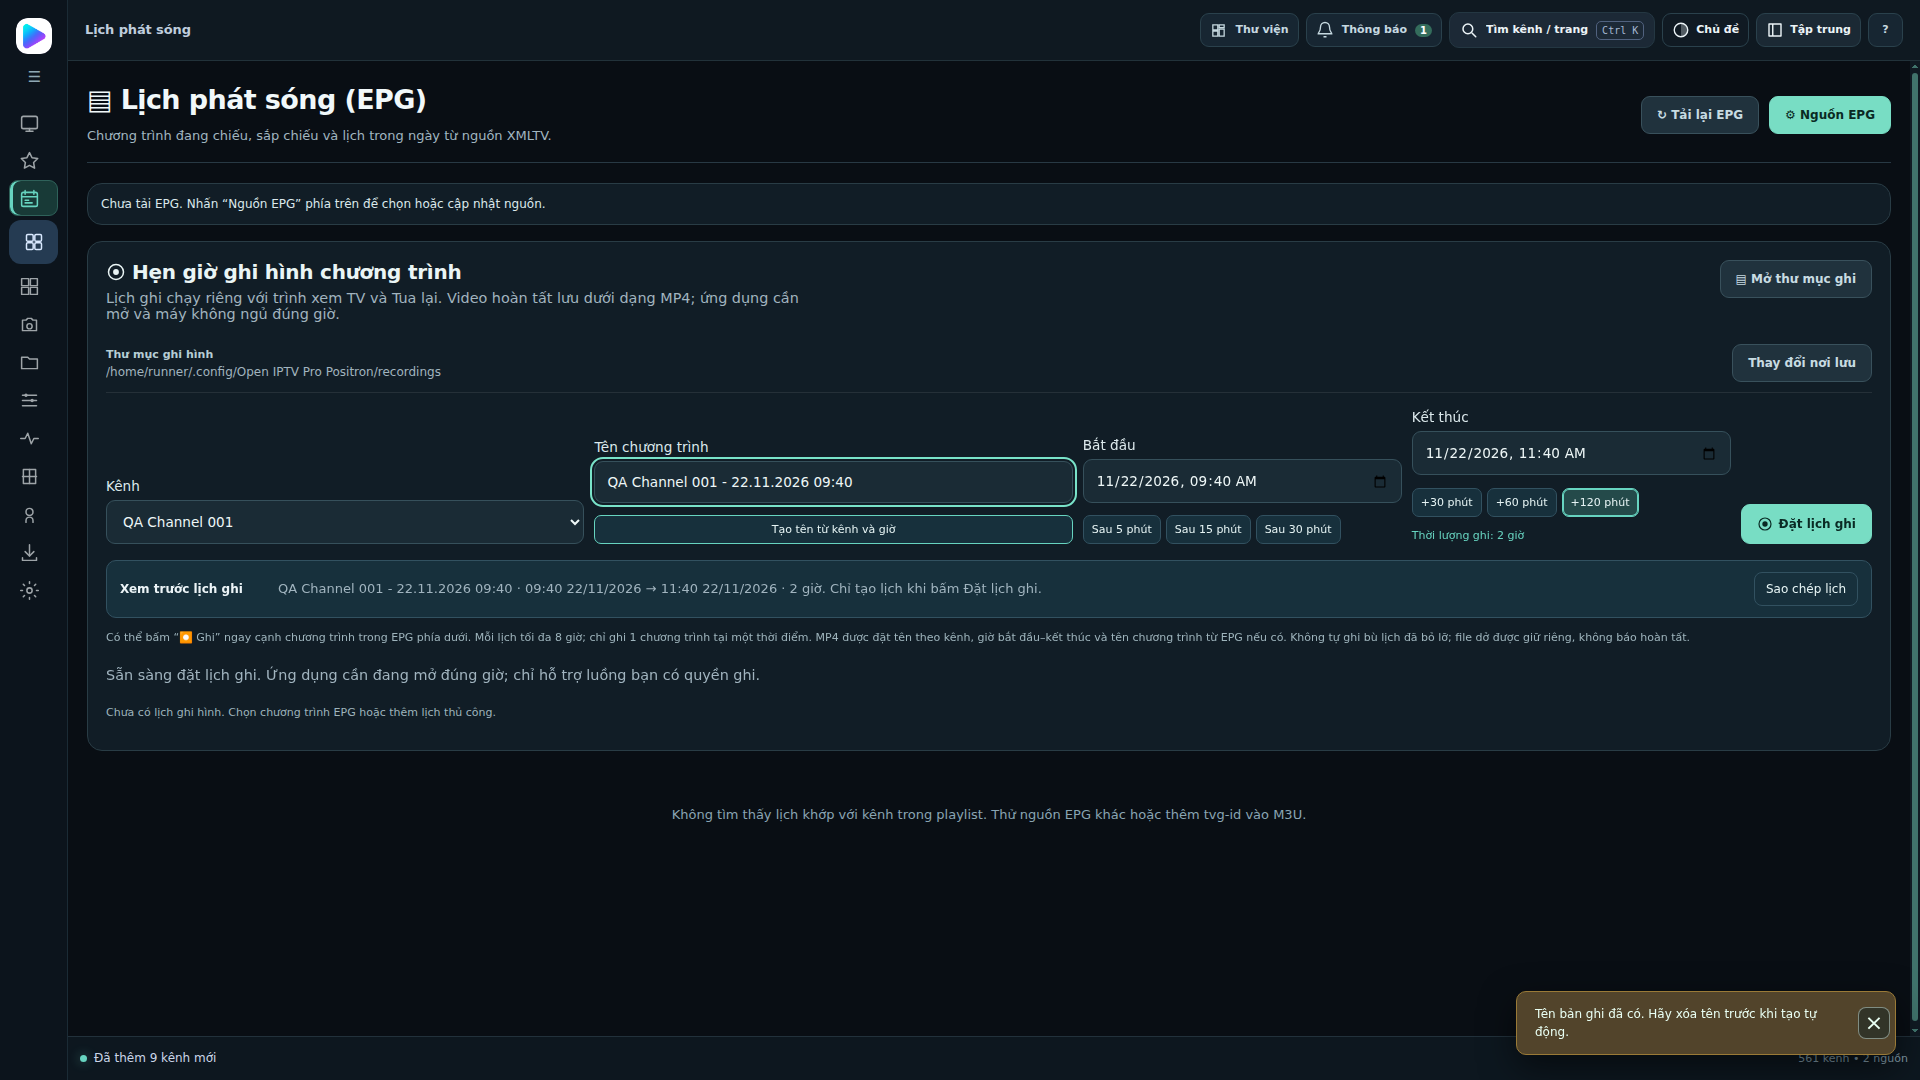 Lịch phát sóng
Thư viện
Thông báo 1
Tìm kênh / trang Ctrl K
Chủ đề
Tập trung
?
Lịch phát sóng (EPG)
Chương trình đang chiếu, sắp chiếu và lịch trong ngày từ nguồn XMLTV.
↻ Tải lại EPG
⚙ Nguồn EPG
Chưa tải EPG. Nhấn “Nguồn EPG” phía trên để chọn hoặc cập nhật nguồn.
Hẹn giờ ghi hình chương trình
Lịch ghi chạy riêng với trình xem TV và Tua lại. Video hoàn tất lưu dưới dạng MP4; ứng dụng cần
mở và máy không ngủ đúng giờ.
▤ Mở thư mục ghi
Thư mục ghi hình
/home/runner/.config/Open IPTV Pro Positron/recordings
Thay đổi nơi lưu
Kênh
QA Channel 001
Tên chương trình
QA Channel 001 - 22.11.2026 09:40
Tạo tên từ kênh và giờ
Bắt đầu
11/22/2026, 09:40 AM
Sau 5 phút
Sau 15 phút
Sau 30 phút
Kết thúc
11/22/2026, 11:40 AM
+30 phút
+60 phút
+120 phút
Thời lượng ghi: 2 giờ
Đặt lịch ghi
Xem trước lịch ghi
QA Channel 001 - 22.11.2026 09:40 · 09:40 22/11/2026 → 11:40 22/11/2026 · 2 giờ. Chỉ tạo lịch khi bấm Đặt lịch ghi.
Sao chép lịch
Có thể bấm “⏺ Ghi” ngay cạnh chương trình trong EPG phía dưới. Mỗi lịch tối đa 8 giờ; chỉ ghi 1 chương trình tại một thời điểm. MP4 được đặt tên theo kênh, giờ bắt đầu–kết thúc và tên chương trình từ EPG nếu có. Không tự ghi bù lịch đã bỏ lỡ; file dở được giữ riêng, không báo hoàn tất.
Sẵn sàng đặt lịch ghi. Ứng dụng cần đang mở đúng giờ; chỉ hỗ trợ luồng bạn có quyền ghi.
Chưa có lịch ghi hình. Chọn chương trình EPG hoặc thêm lịch thủ công.
Không tìm thấy lịch khớp với kênh trong playlist. Thử nguồn EPG khác hoặc thêm tvg-id vào M3U.
Tên bản ghi đã có. Hãy xóa tên trước khi tạo tự
động.
Đã thêm 9 kênh mới
561 kênh • 2 nguồn